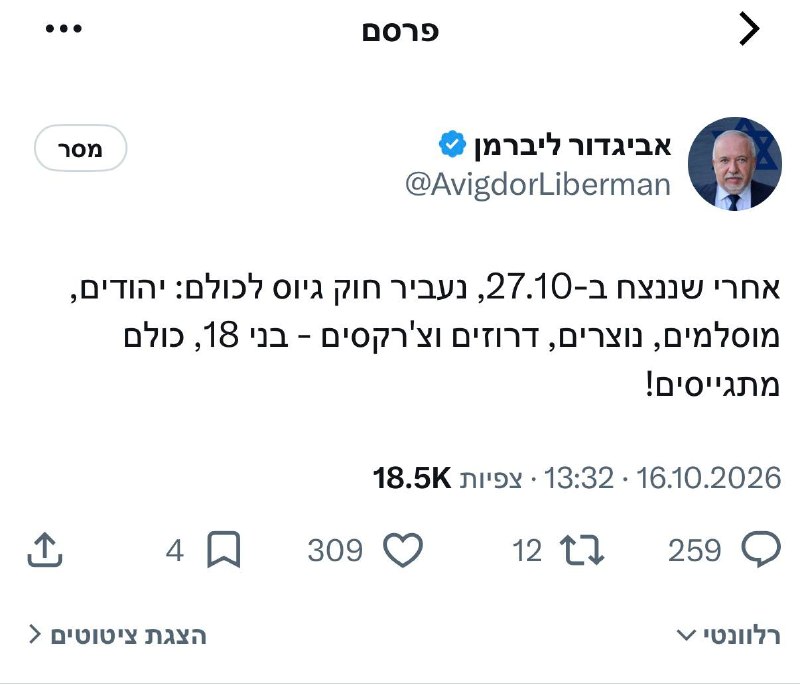 פרסם
אביגדור ליברמן
@AvigdorLiberman
מסר
אחרי שננצח ב-27.10, נעביר חוק גיוס לכולם: יהודים,
מוסלמים, נוצרים, דרוזים וצ'רקסים - בני 18, כולם
מתגייסים!
13:32 · 16.10.2026 · 18.5K צפיות
259 12 309 4
רלוונטי
הצגת ציטוטים